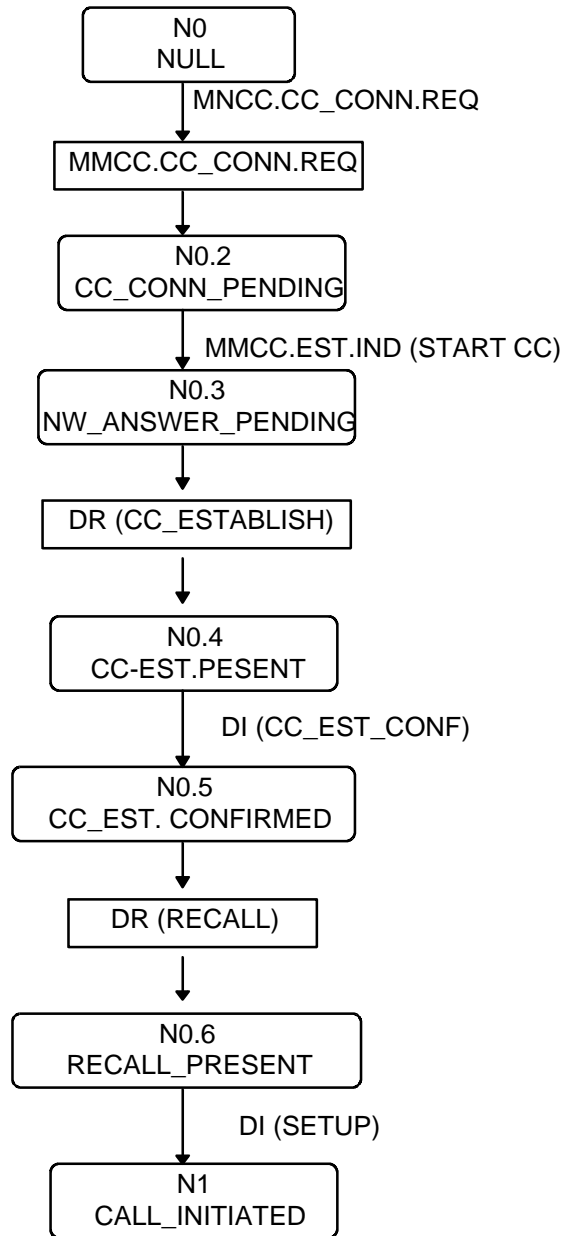 N0
NULL
MNCC.CC_CONN.REQ
MMCC.CC_CONN.REQ
N0.2
CC_CONN_PENDING
MMCC.EST.IND (START CC)
N0.3
NW_ANSWER_PENDING
DR (CC_ESTABLISH)
N0.4
CC-EST.PESENT
DI (CC_EST_CONF)
N0.5
CC_EST. CONFIRMED
DR (RECALL)
N0.6
RECALL_PRESENT
DI (SETUP)
N1
CALL_INITIATED